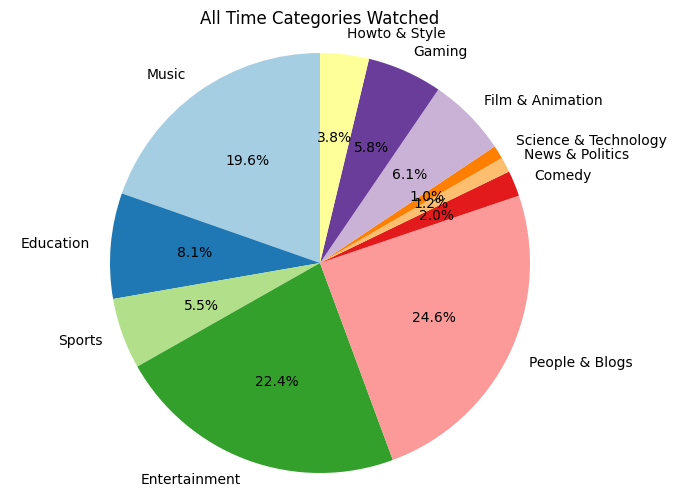 All Time Categories Watched
Howto & Style
Gaming
Music
Film & Animation
Science & Technology
News & Politics
Comedy
Education
Sports
People & Blogs
Entertainment
3.8%
5.8%
19.6%
6.1%
1.0%
1.2%
2.0%
8.1%
5.5%
24.6%
22.4%